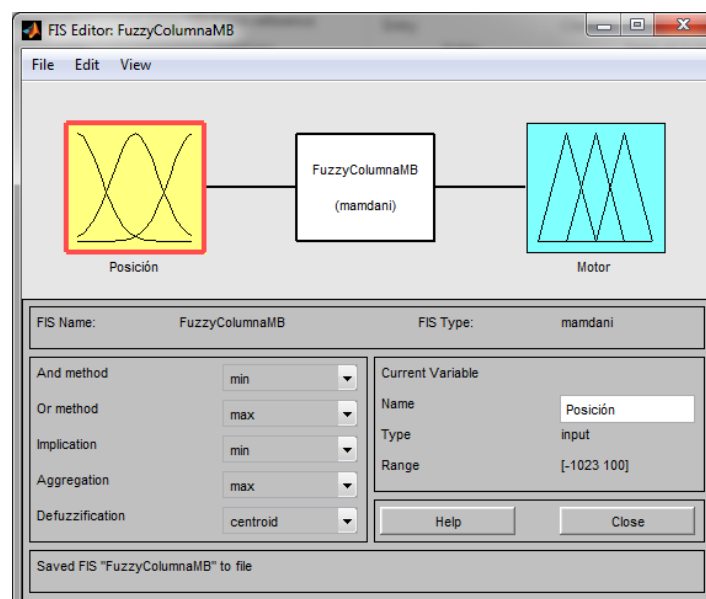 FIS Editor: FuzzyColumnaMB
File Edit View
FuzzyColumnaMB
(mamdani)
Posición
Motor
FIS Name: FuzzyColumnaMB FIS Type: mamdani
And method min
Or method max
Implication min
Aggregation max
Defuzzification centroid
Current Variable
Name Posición
Type input
Range [-1023 100]
Help Close
Saved FIS "FuzzyColumnaMB" to file